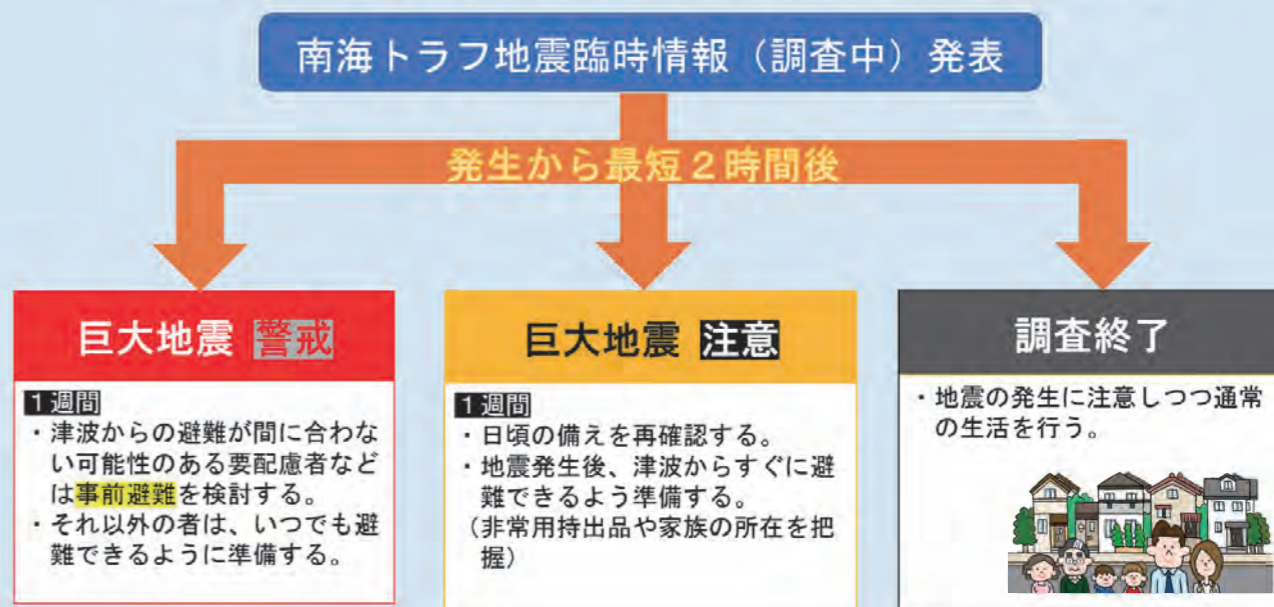 南海トラフ地震臨時情報（調査中）発表
発生から最短２時間後
巨大地震 警戒
１週間
・津波からの避難が間に合わな
い可能性のある要配慮者など
は事前避難を検討する。
・それ以外の者は、いつでも避
難できるように準備する。
巨大地震 注意
１週間
・日頃の備えを再確認する。
・地震発生後、津波からすぐに避
難できるよう準備する。
（非常用持出品や家族の所在を把
握）
調査終了
・地震の発生に注意しつつ通常
の生活を行う。